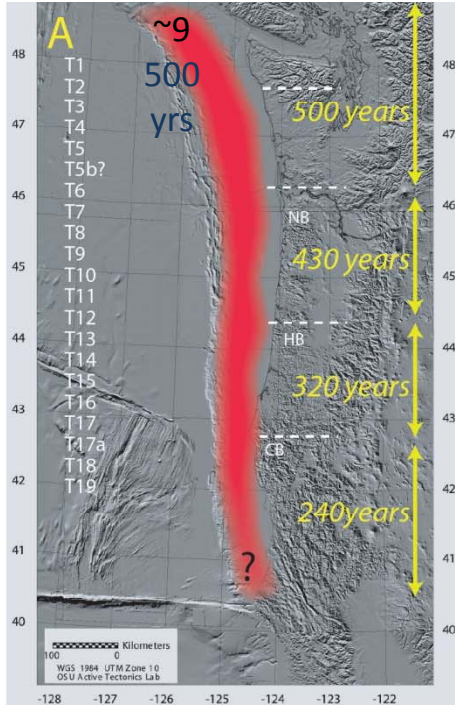 A
~9
500
yrs
T1
T2
T3
T4
T5
T5b?
T6
T7
T8
T9
T10
T11
T12
T13
T14
T15
T16
T17
T17a
T18
T19
500 years
430 years
320 years
240years
NB
HB
CB
?
48
47
46
45
44
43
42
41
40
48
47
46
45
44
43
42
41
40
Kilometers
100 0
WGS 1984 UTM Zone 10
OSU Active Tectonics Lab
-128 -127 -126 -125 -124 -123 -122